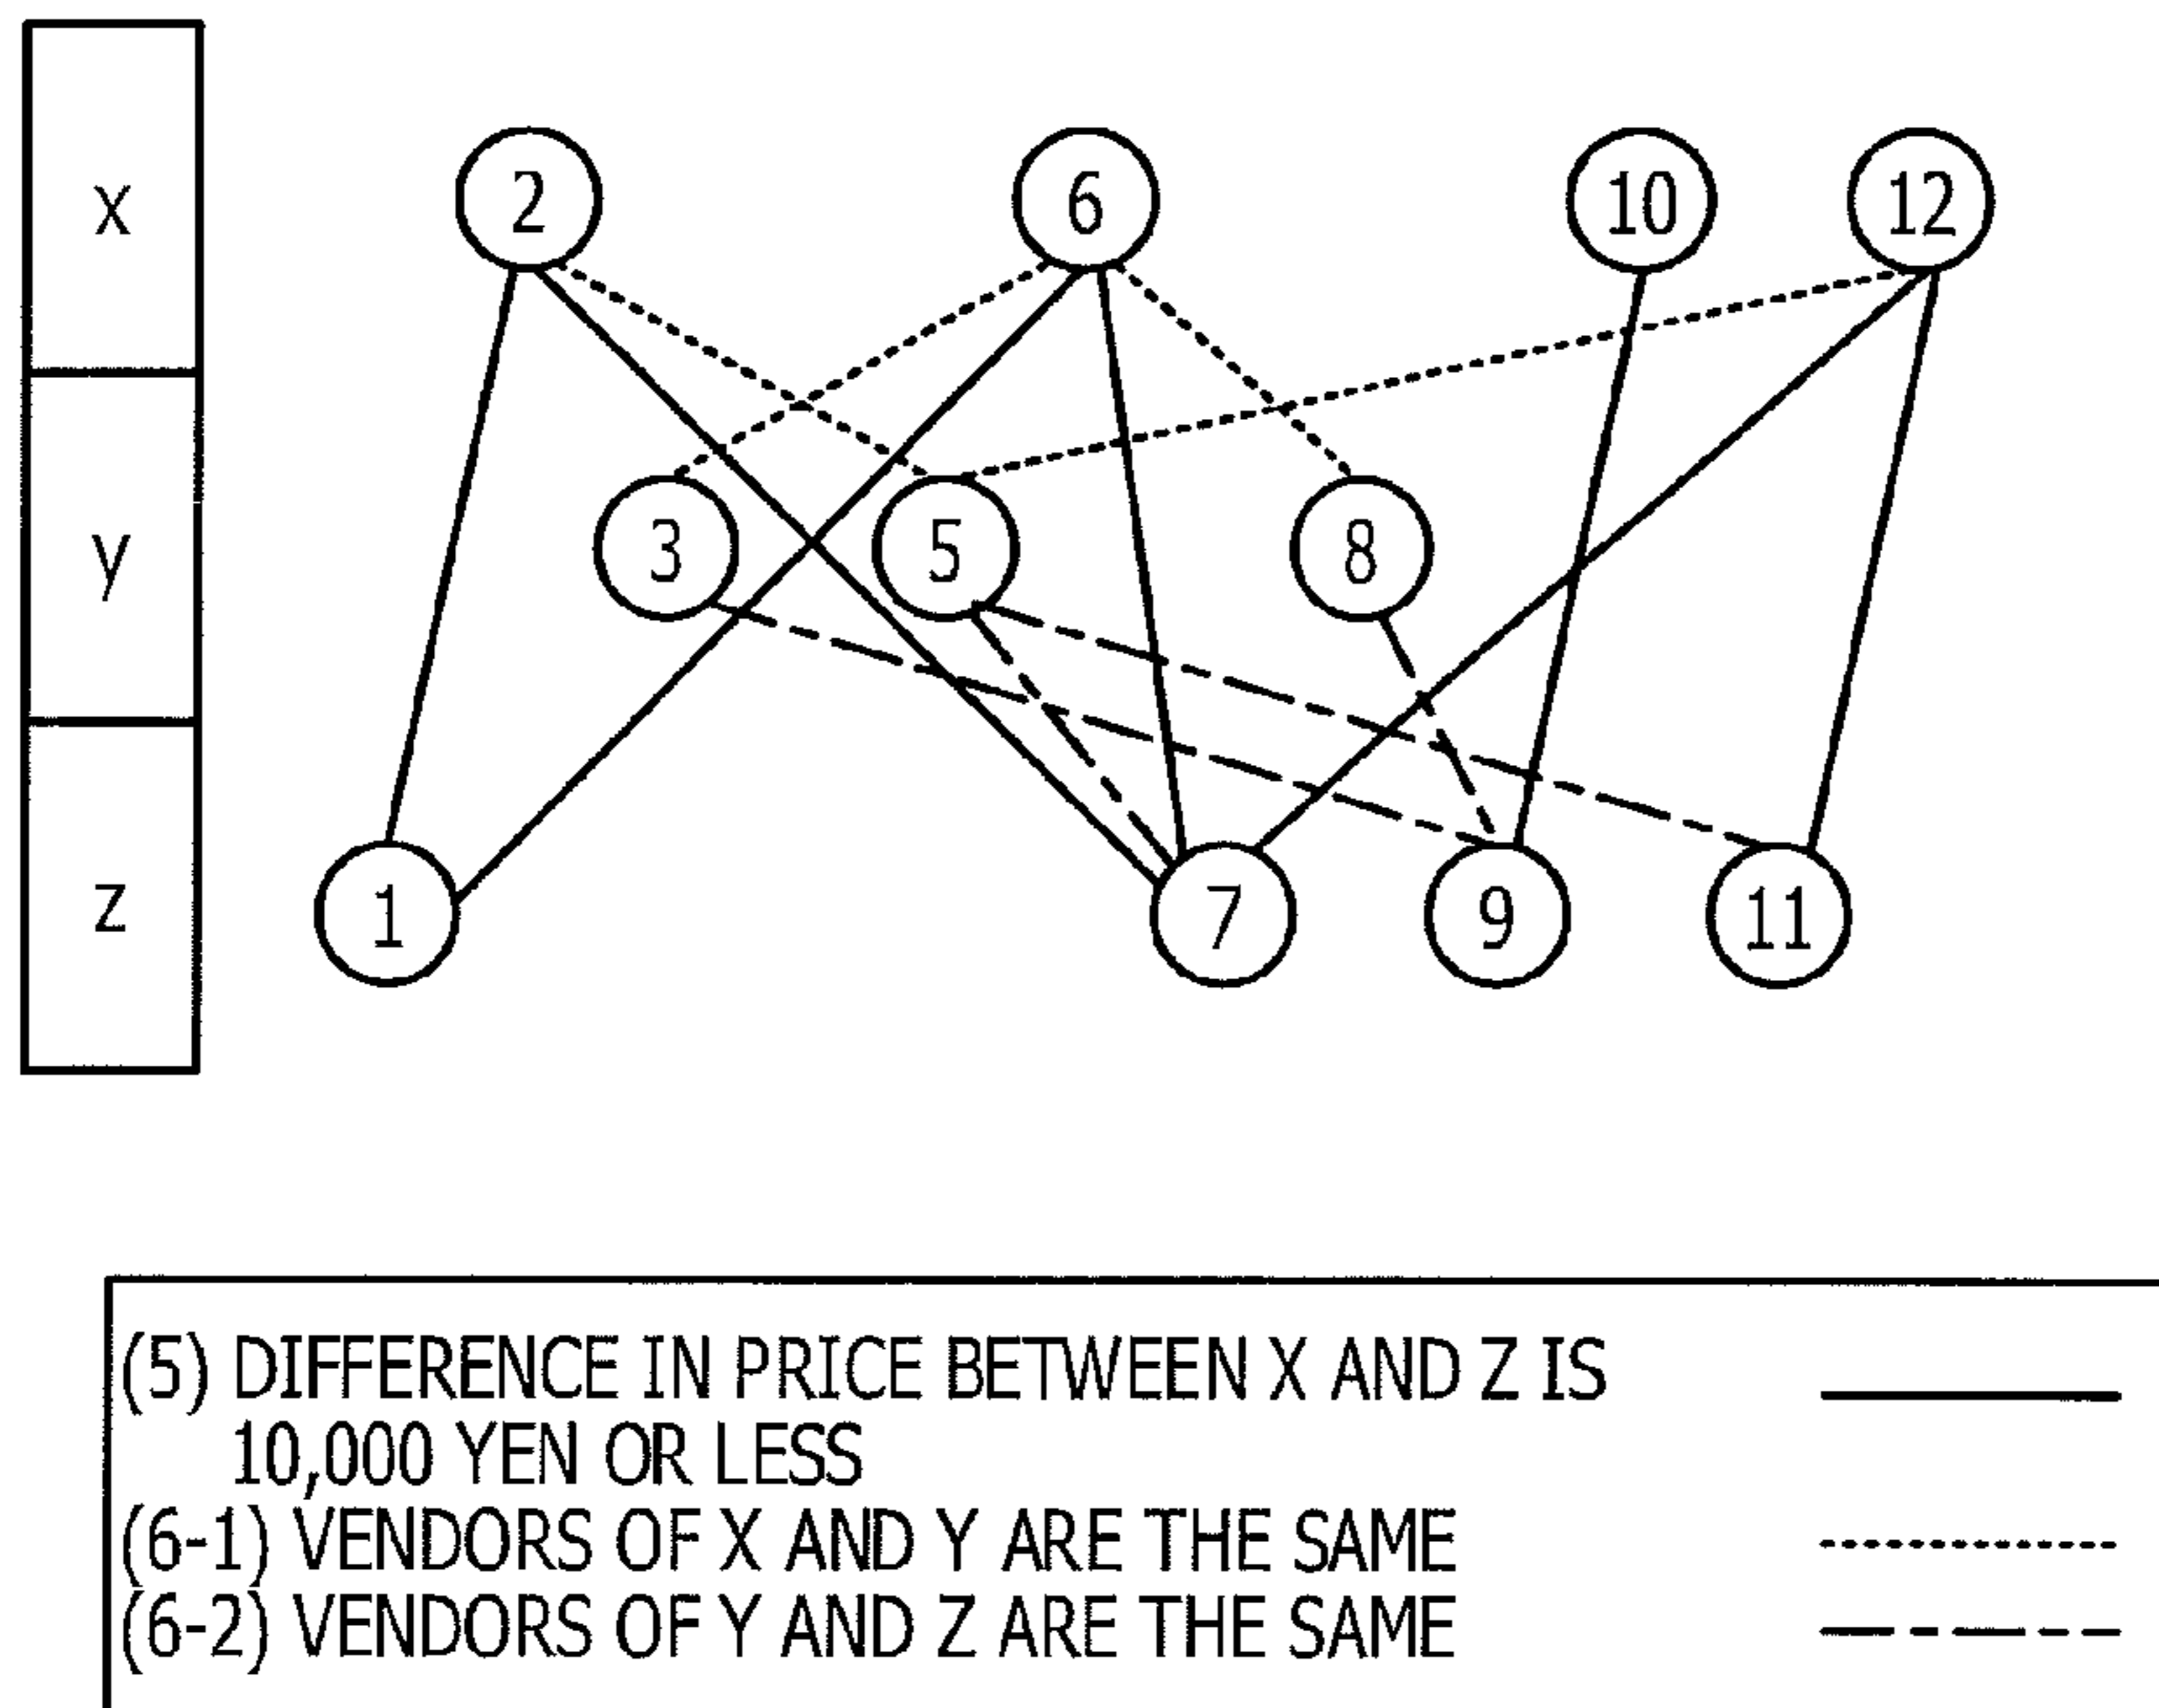 x
2 6 10 12
y
3 5 8
z
1 7 9 11
(5) DIFFERENCE IN PRICE BETWEEN X AND Z IS
10,000 YEN OR LESS
(6-1) VENDORS OF X AND Y ARE THE SAME
(6-2) VENDORS OF Y AND Z ARE THE SAME